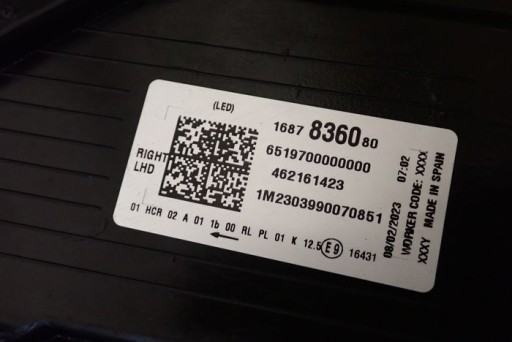 (LED)
1687 8360 80
6519700000000
462161423
1M2303990070851
RIGHT
LHD
01 HCR 02 A 01 1b 00 RL PL 01 K 12.5 E9 16431
08/02/2023 07:02
WORKER CODE: XXXX
XXXY MADE IN SPAIN